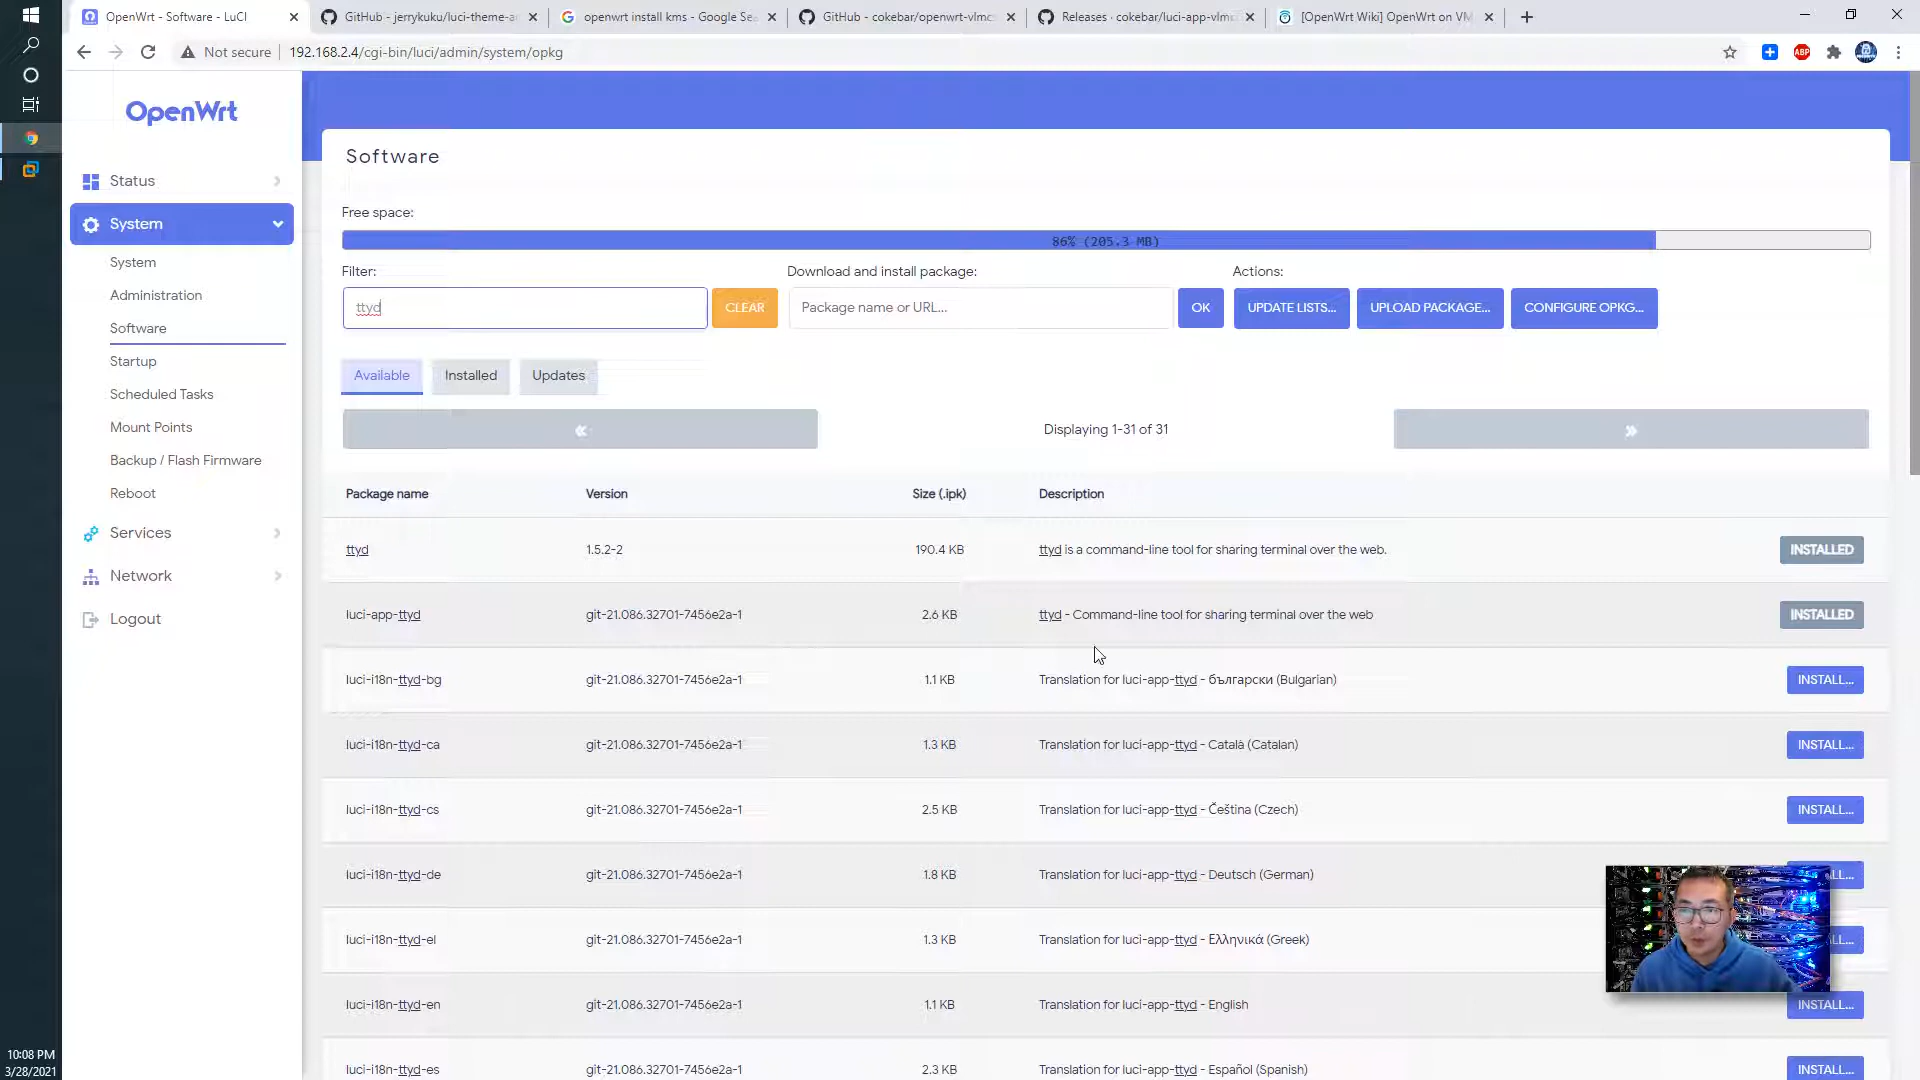 OpenWrt - Software - LuCI
GitHub - jerrykuku/luci-theme-a
openwrt install kms - Google Sea
GitHub - cokebar/openwrt-vlmc
Releases · cokebar/luci-app-vlmc
[OpenWrt Wiki] OpenWrt on VM
Not secure
192.168.2.4/cgi-bin/luci/admin/system/opkg
ABP
OpenWrt
Status
System
System
Administration
Software
Startup
Scheduled Tasks
Mount Points
Backup / Flash Firmware
Reboot
Services
Network
Logout
Software
Free space:
86% (205.3 MB)
Filter:
Download and install package:
Actions:
ttyd
CLEAR
Package name or URL...
OK
UPDATE LISTS...
UPLOAD PACKAGE...
CONFIGURE OPKG...
Available
Installed
Updates
«
Displaying 1-31 of 31
»
Package name Version Size (.ipk) Description
ttyd 1.5.2-2 190.4 KB ttyd is a command-line tool for sharing terminal over the web. INSTALLED
luci-app-ttyd git-21.086.32701-7456e2a-1 2.6 KB ttyd - Command-line tool for sharing terminal over the web INSTALLED
luci-i18n-ttyd-bg git-21.086.32701-7456e2a-1 1.1 KB Translation for luci-app-ttyd - български (Bulgarian) INSTALL...
luci-i18n-ttyd-ca git-21.086.32701-7456e2a-1 1.3 KB Translation for luci-app-ttyd - Català (Catalan) INSTALL...
luci-i18n-ttyd-cs git-21.086.32701-7456e2a-1 2.5 KB Translation for luci-app-ttyd - Čeština (Czech) INSTALL...
luci-i18n-ttyd-de git-21.086.32701-7456e2a-1 1.8 KB Translation for luci-app-ttyd - Deutsch (German) LL...
luci-i18n-ttyd-el git-21.086.32701-7456e2a-1 1.3 KB Translation for luci-app-ttyd - Ελληνικά (Greek) LL...
luci-i18n-ttyd-en git-21.086.32701-7456e2a-1 1.1 KB Translation for luci-app-ttyd - English INSTALL...
luci-i18n-ttyd-es git-21.086.32701-7456e2a-1 2.3 KB Translation for luci-app-ttyd - Español (Spanish) INSTALL...
10:08 PM
3/28/2021